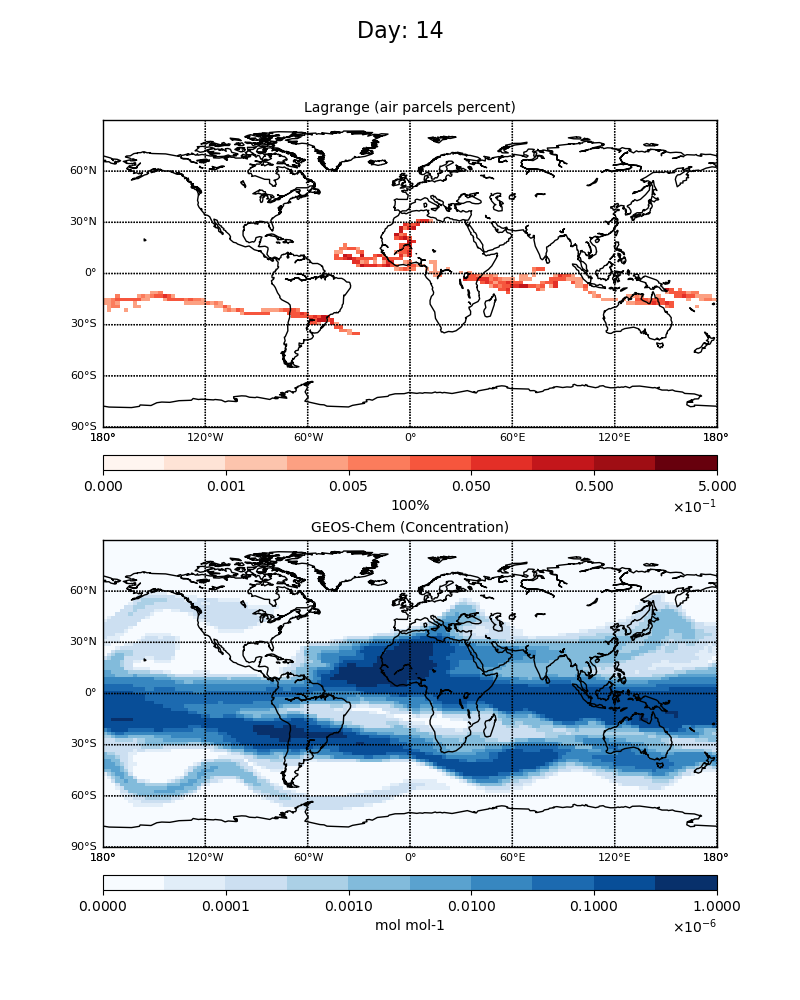 Day: 14
Lagrange (air parcels percent)
60°N
30°N
0°
30°S
60°S
90°S
180° 120°W 60°W 0° 60°E 120°E 180°
0.000 0.001 0.005 0.050 0.500 5.000
100% ×10⁻¹
GEOS-Chem (Concentration)
60°N
30°N
0°
30°S
60°S
90°S
180° 120°W 60°W 0° 60°E 120°E 180°
0.0000 0.0001 0.0010 0.0100 0.1000 1.0000
mol mol-1 ×10⁻⁶